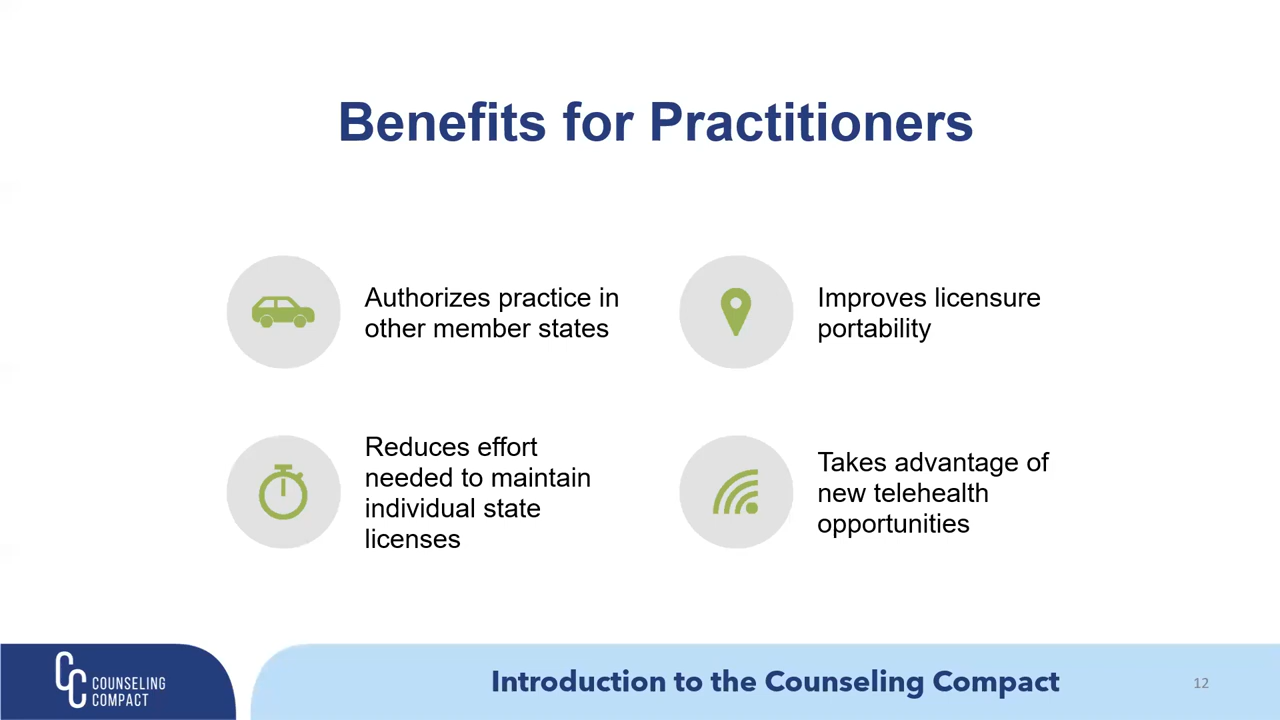 Benefits for Practitioners
Authorizes practice in
other member states
Improves licensure
portability
Reduces effort
needed to maintain
individual state
licenses
Takes advantage of
new telehealth
opportunities
CC COUNSELING
COMPACT
Introduction to the Counseling Compact
12